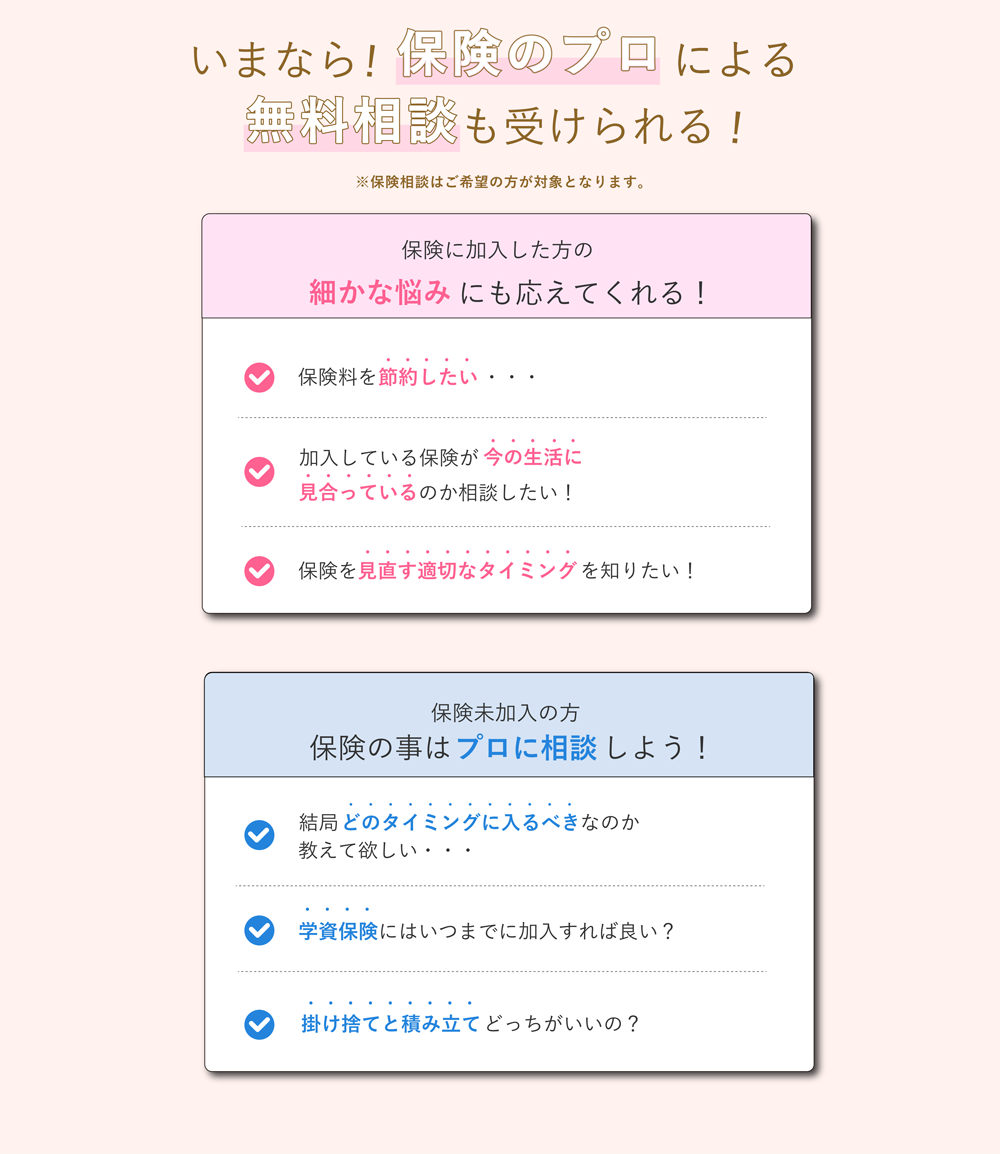 いまなら！保険のプロによる
無料相談も受けられる！
※保険相談はご希望の方が対象となります。
保険に加入した方の
細かな悩みにも応えてくれる！
保険料を節約したい・・・
加入している保険が今の生活に
見合っているのか相談したい！
保険を見直す適切なタイミングを知りたい！
保険未加入の方
保険の事はプロに相談しよう！
結局どのタイミングに入るべきなのか
教えて欲しい・・・
学資保険にはいつまでに加入すれば良い？
掛け捨てと積み立てどっちがいいの？